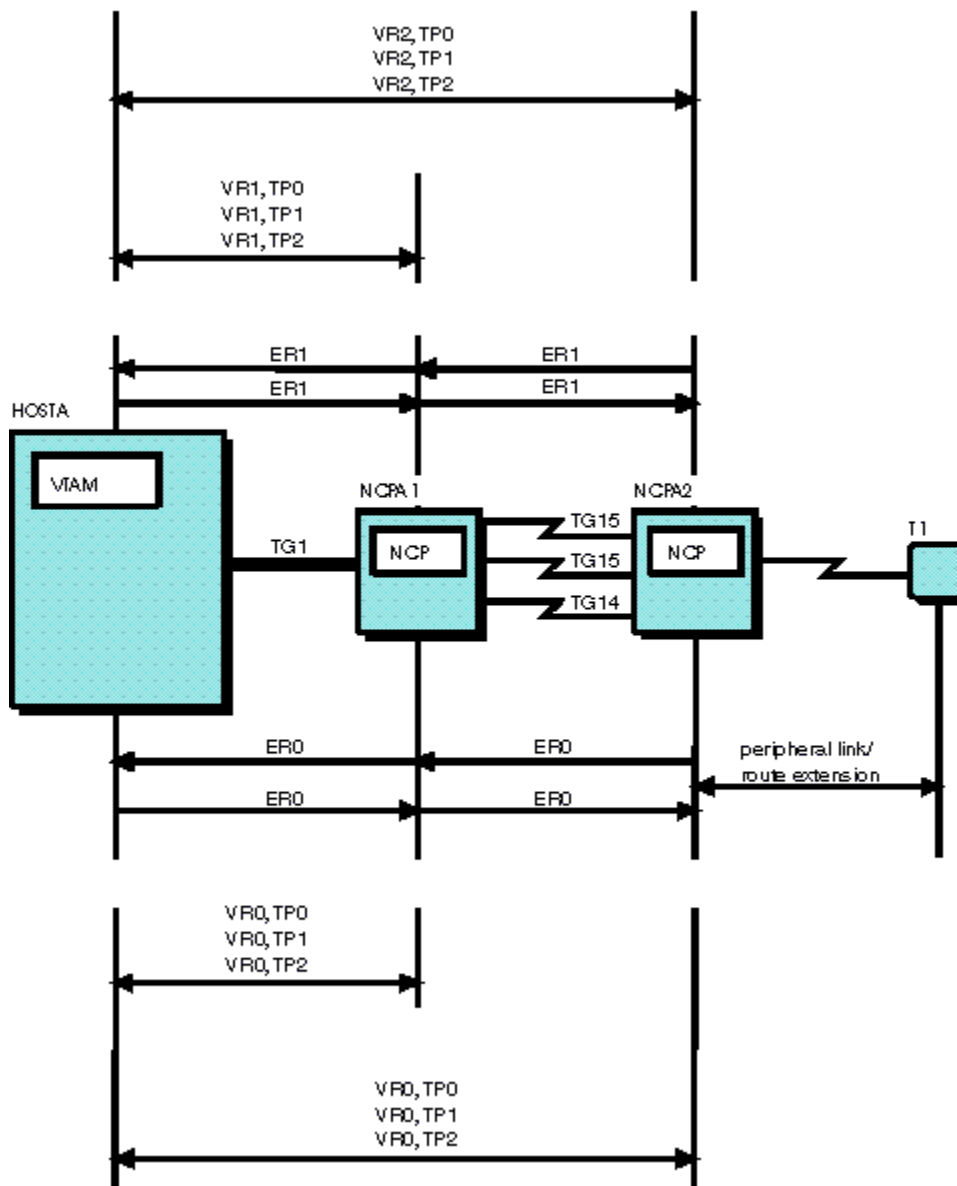 VR2, TP0
VR2, TP1
VR2, TP2
VR1, TP0
VR1, TP1
VR1, TP2
ER1
ER1
ER1
ER1
HOSTA
VTAM
NCPA1
NCPA2
T1
TG1
NCP
TG15
TG15
TG14
NCP
ER0
ER0
peripheral link/
route extension
ER0
ER0
VR0, TP0
VR0, TP1
VR0, TP2
VR0, TP0
VR0, TP1
VR0, TP2